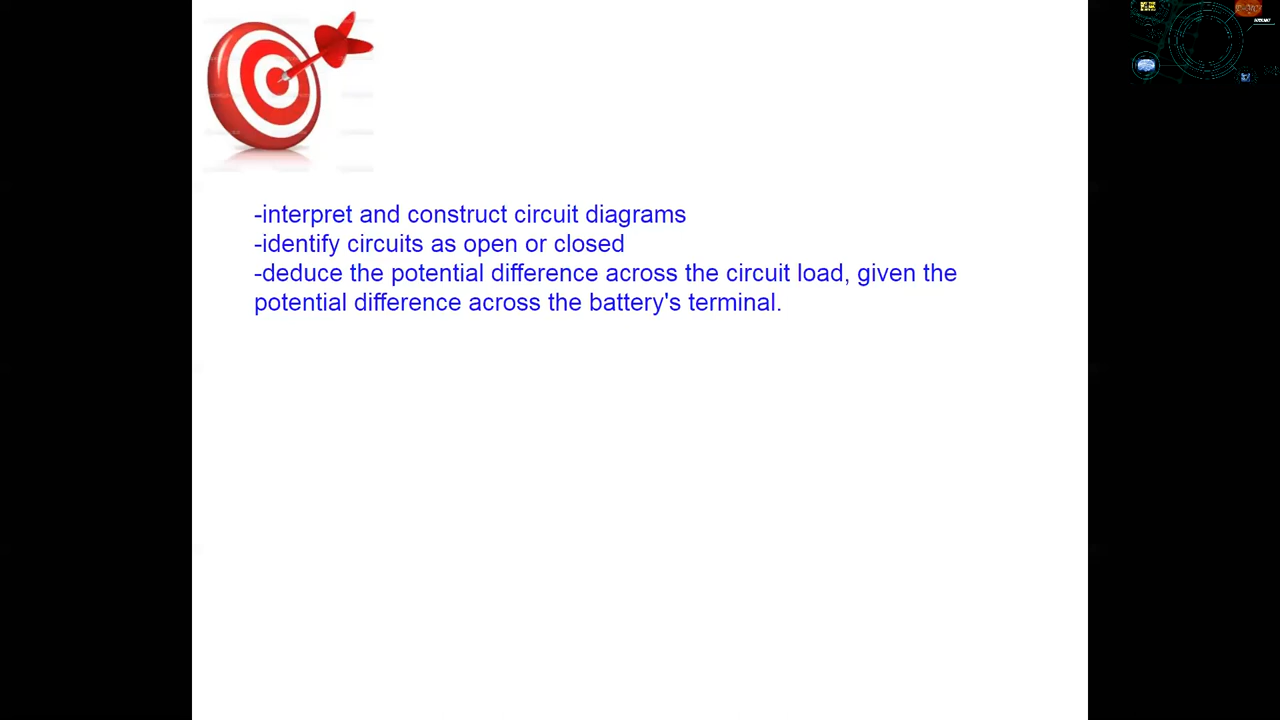 -interpret and construct circuit diagrams
-identify circuits as open or closed
-deduce the potential difference across the circuit load, given the
potential difference across the battery's terminal.